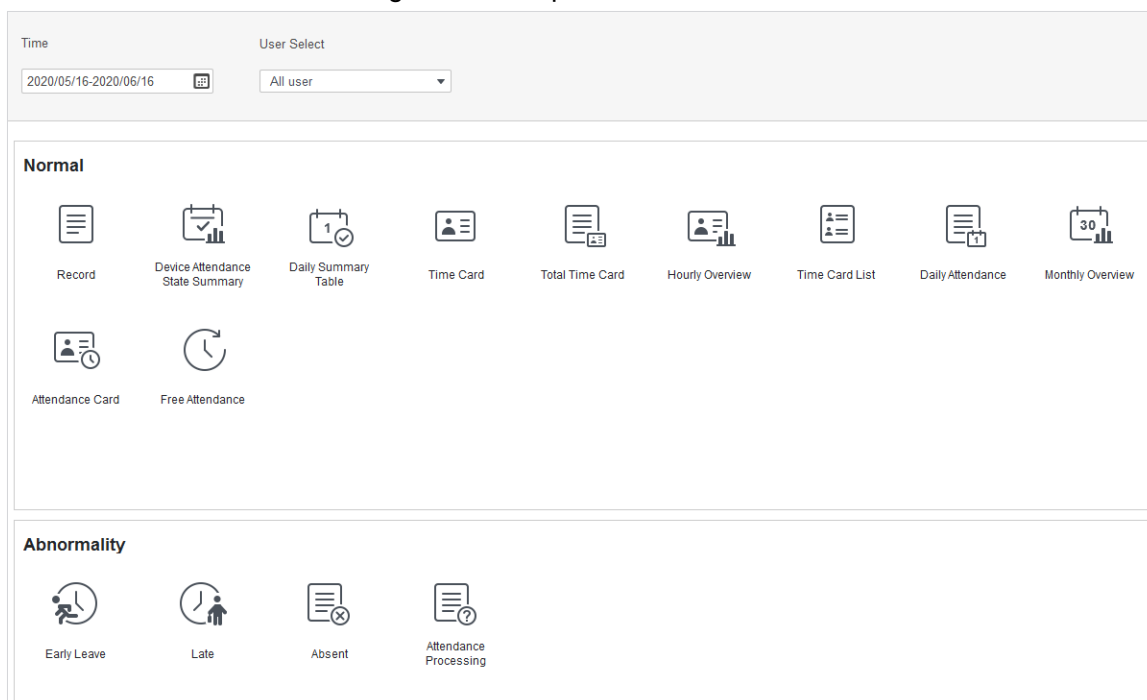 Time
User Select
2020/05/16-2020/06/16
All user
Normal
1
1
30
Record
Device Attendance
State Summary
Daily Summary
Table
Time Card
Total Time Card
Hourly Overview
Time Card List
Daily Attendance
Monthly Overview
Attendance Card
Free Attendance
Abnormality
?
Early Leave
Late
Absent
Attendance
Processing